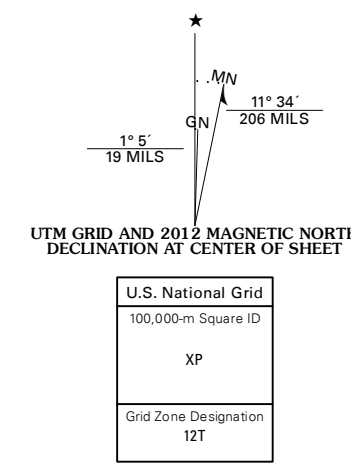 ★
MN
GN
11° 34´
206 MILS
1° 5´
19 MILS
UTM GRID AND 2012 MAGNETIC NORTH
DECLINATION AT CENTER OF SHEET
U.S. National Grid
100,000-m Square ID
XP
Grid Zone Designation
12T